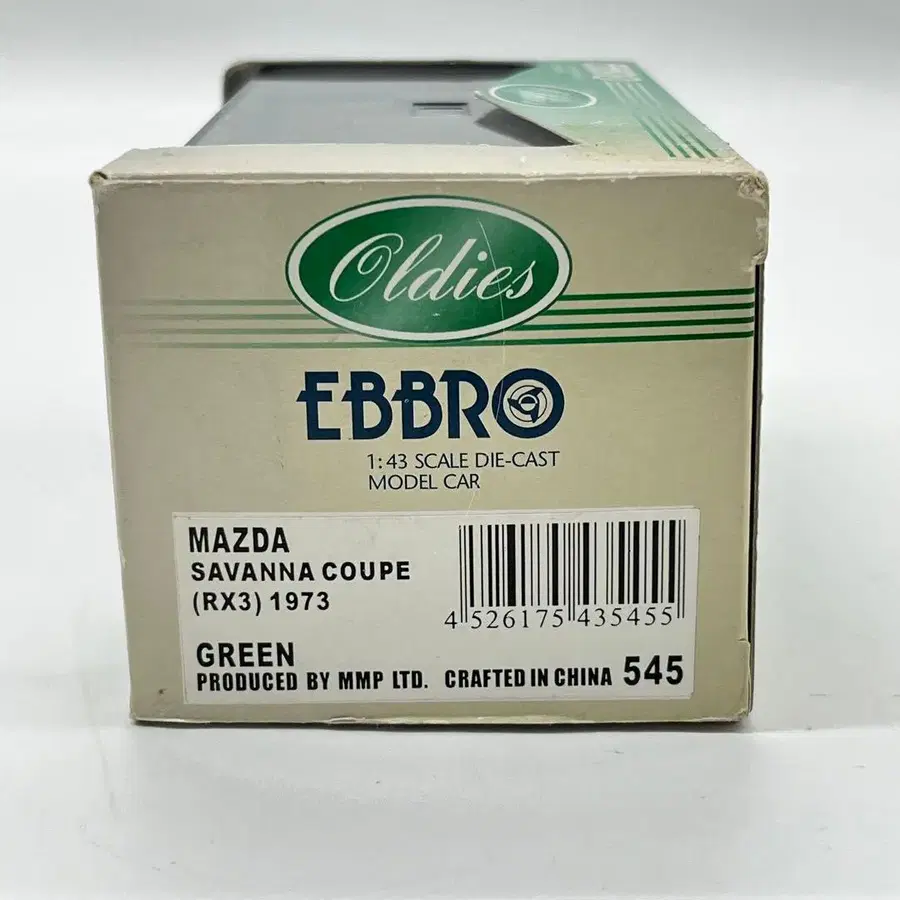 Oldies
EBBRO
1:43 SCALE DIE-CAST
MODEL CAR
MAZDA
SAVANNA COUPE
(RX3) 1973
4 526175 435455
GREEN
PRODUCED BY MMP LTD. CRAFTED IN CHINA 545